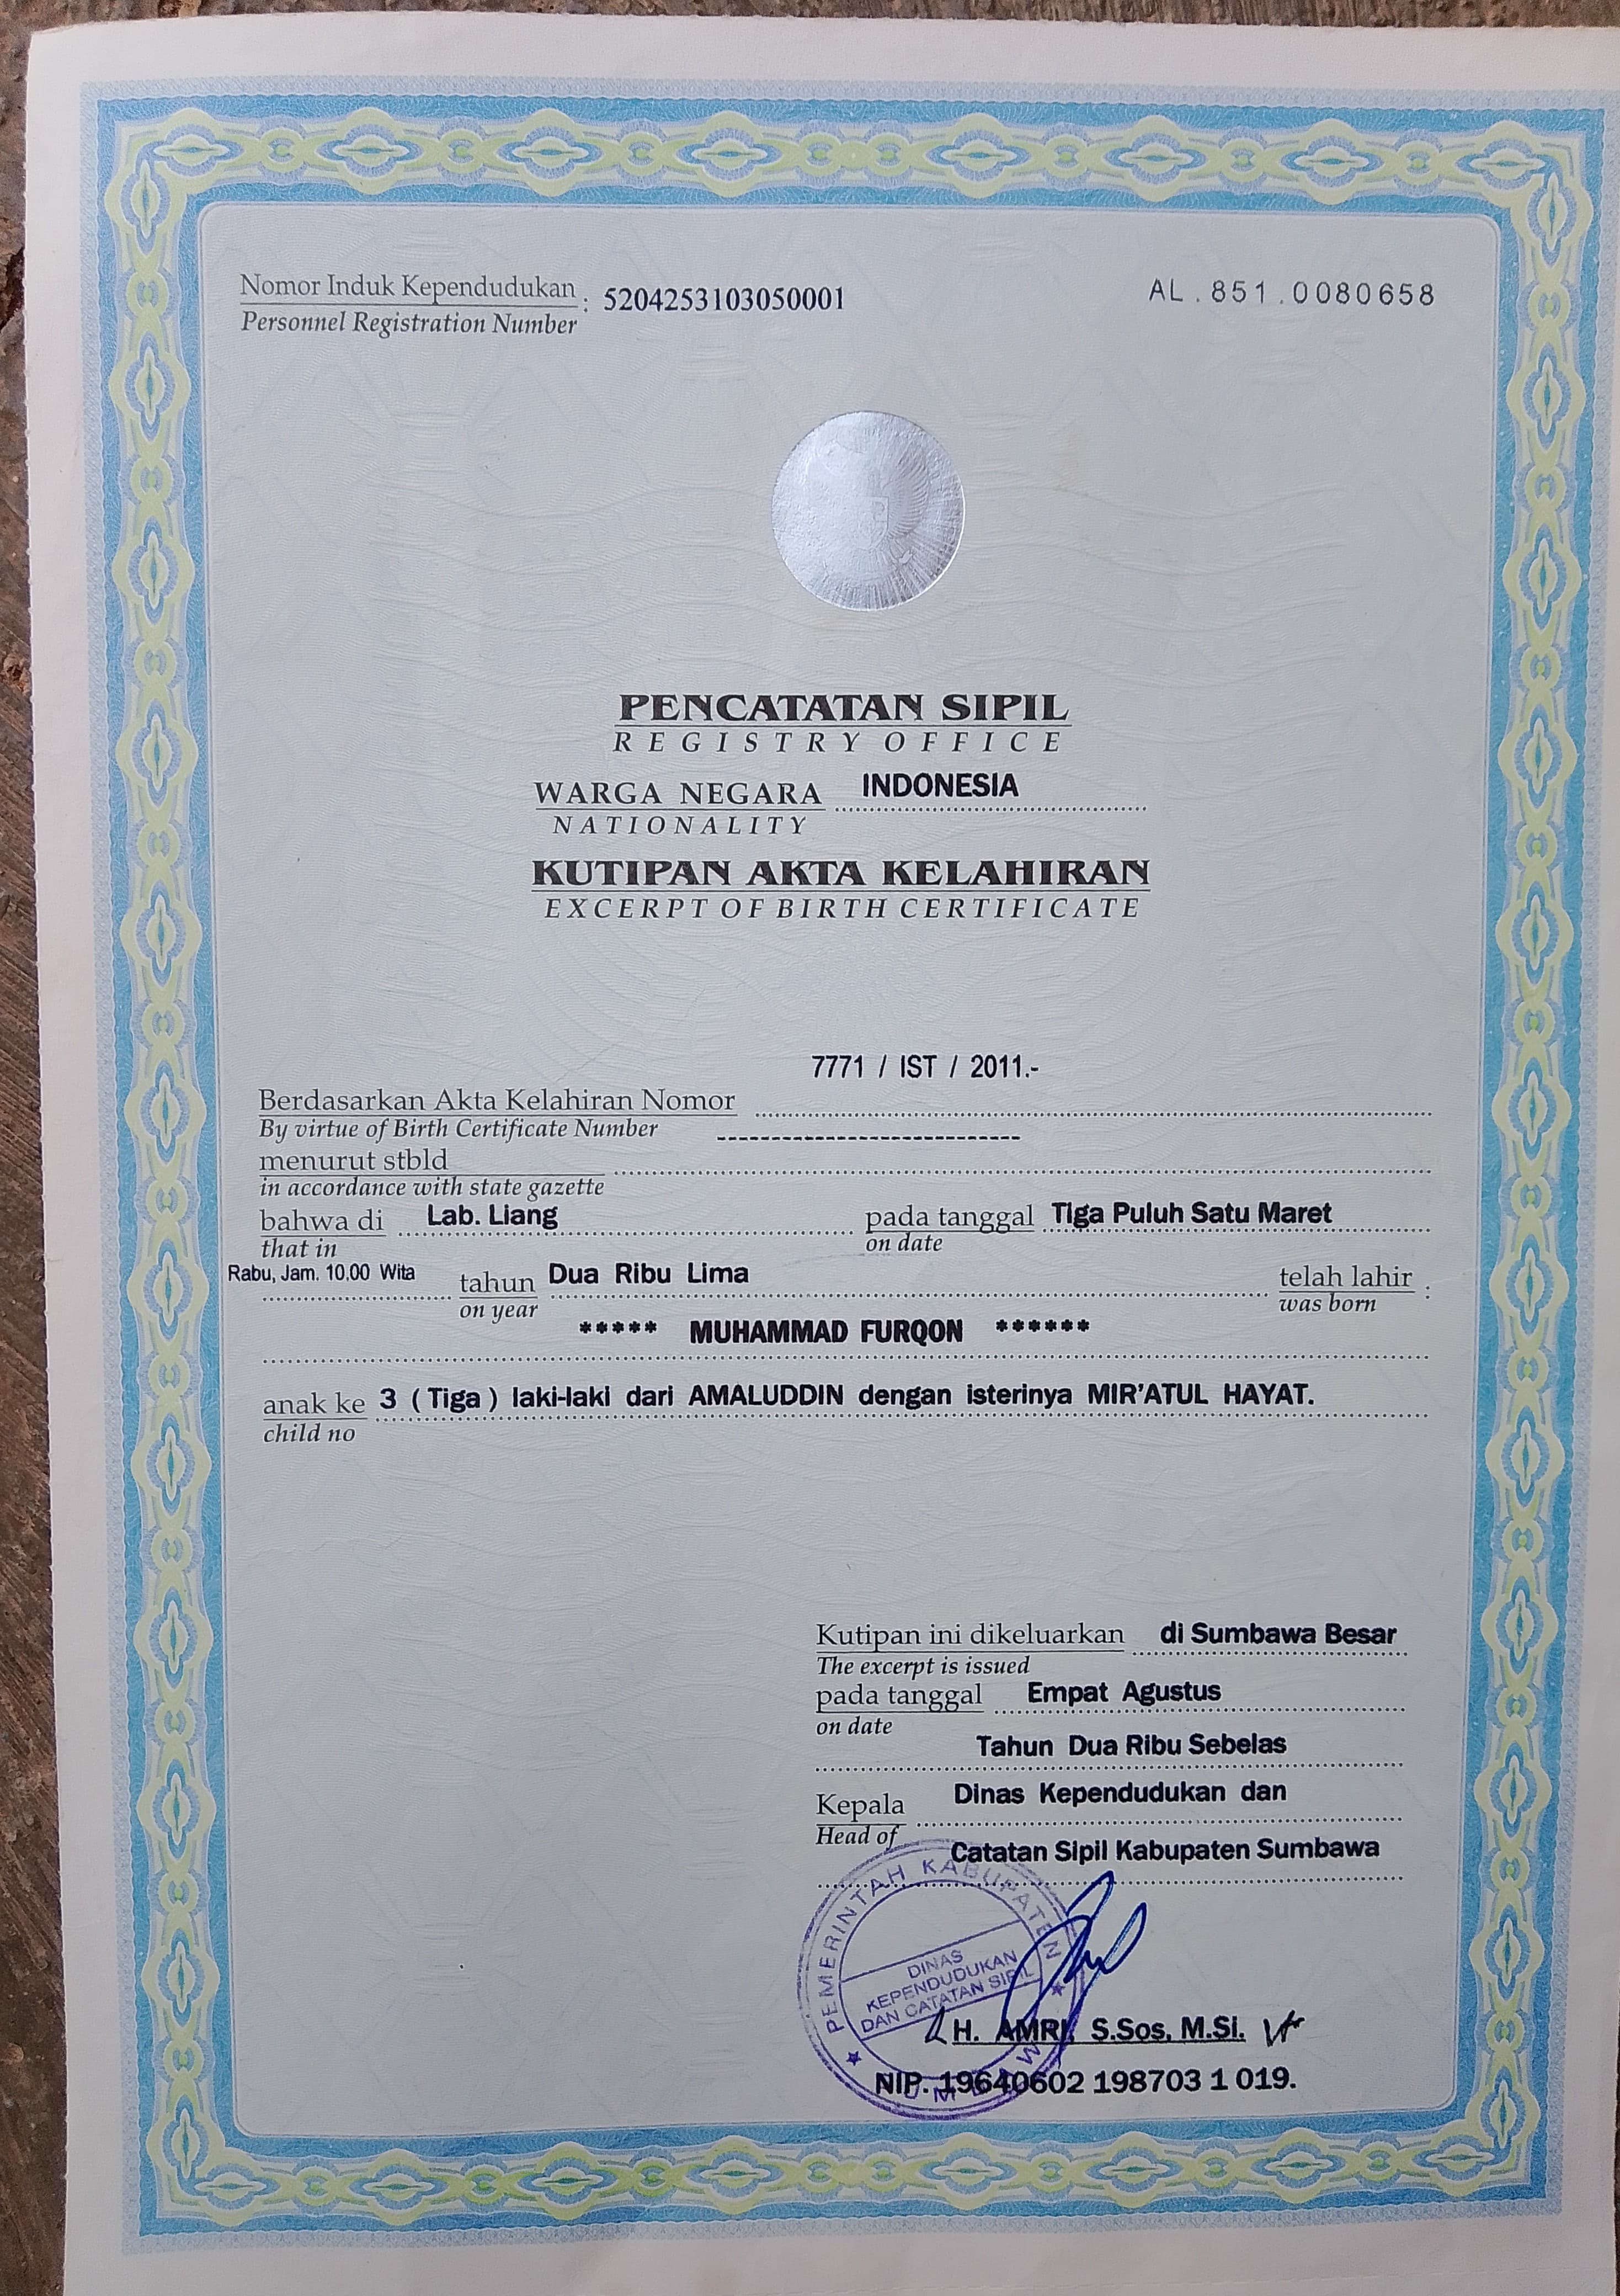 Nomor Induk Kependudukan : 5204253103050001
Personnel Registration Number
AL . 851 . 0080658
PENCATATAN SIPIL
REGISTRY OFFICE
WARGA NEGARA INDONESIA
NATIONALITY
KUTIPAN AKTA KELAHIRAN
EXCERPT OF BIRTH CERTIFICATE
7771 / IST / 2011.-
Berdasarkan Akta Kelahiran Nomor
By virtue of Birth Certificate Number
menurut stbld
in accordance with state gazette
bahwa di Lab. Liang pada tanggal Tiga Puluh Satu Maret
that in on date
Rabu, Jam. 10.00 Wita tahun Dua Ribu Lima telah lahir :
on year was born
***** MUHAMMAD FURQON ******
anak ke 3 ( Tiga ) laki-laki dari AMALUDDIN dengan isterinya MIR'ATUL HAYAT.
child no
Kutipan ini dikeluarkan di Sumbawa Besar
The excerpt is issued
pada tanggal Empat Agustus
on date
Tahun Dua Ribu Sebelas
Kepala Dinas Kependudukan dan
Head of
Catatan Sipil Kabupaten Sumbawa
PEMERINTAH KABUPATEN
DINAS
KEPENDUDUKAN
DAN CATATAN SIPIL
H. AMRI, S.Sos, M.Si.
NIP. 19640602 198703 1 019.